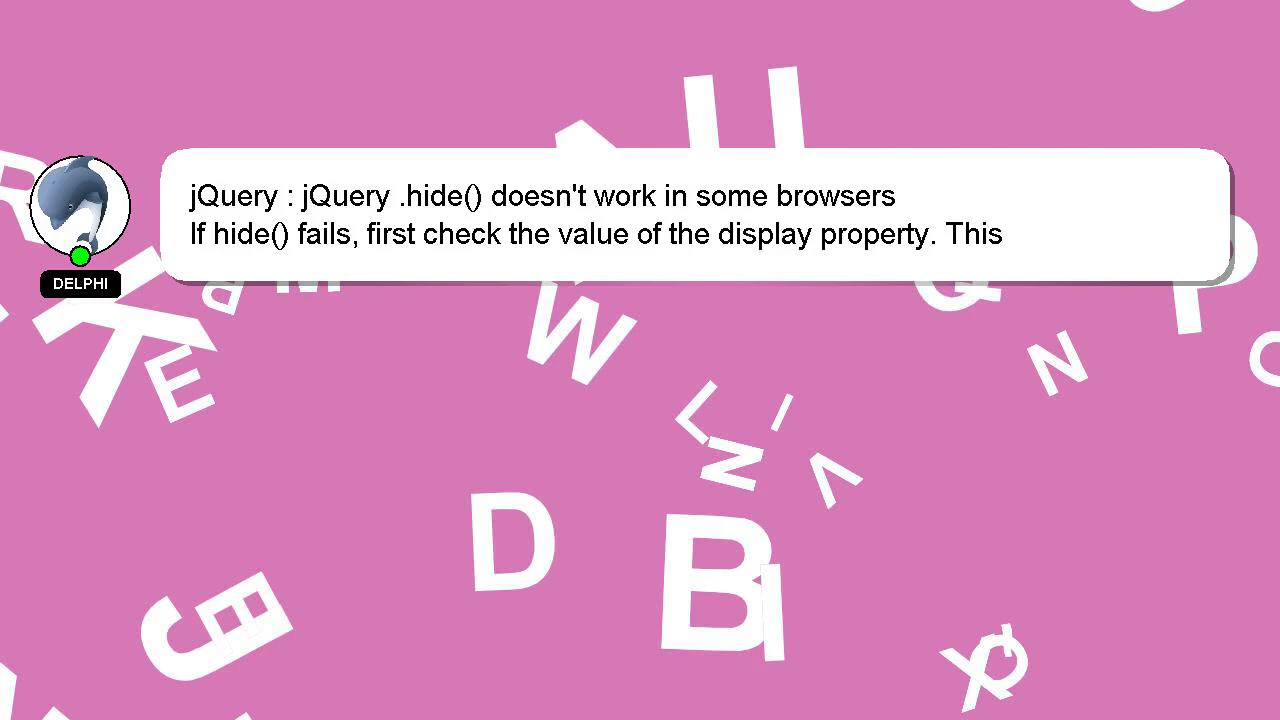 jQuery : jQuery .hide() doesn't work in some browsers
If hide() fails, first check the value of the display property. This
DELPHI
R
K
E
R
M
W
U
Q
P
N
L
I
N
V
D
B
I
J
E
X
Q